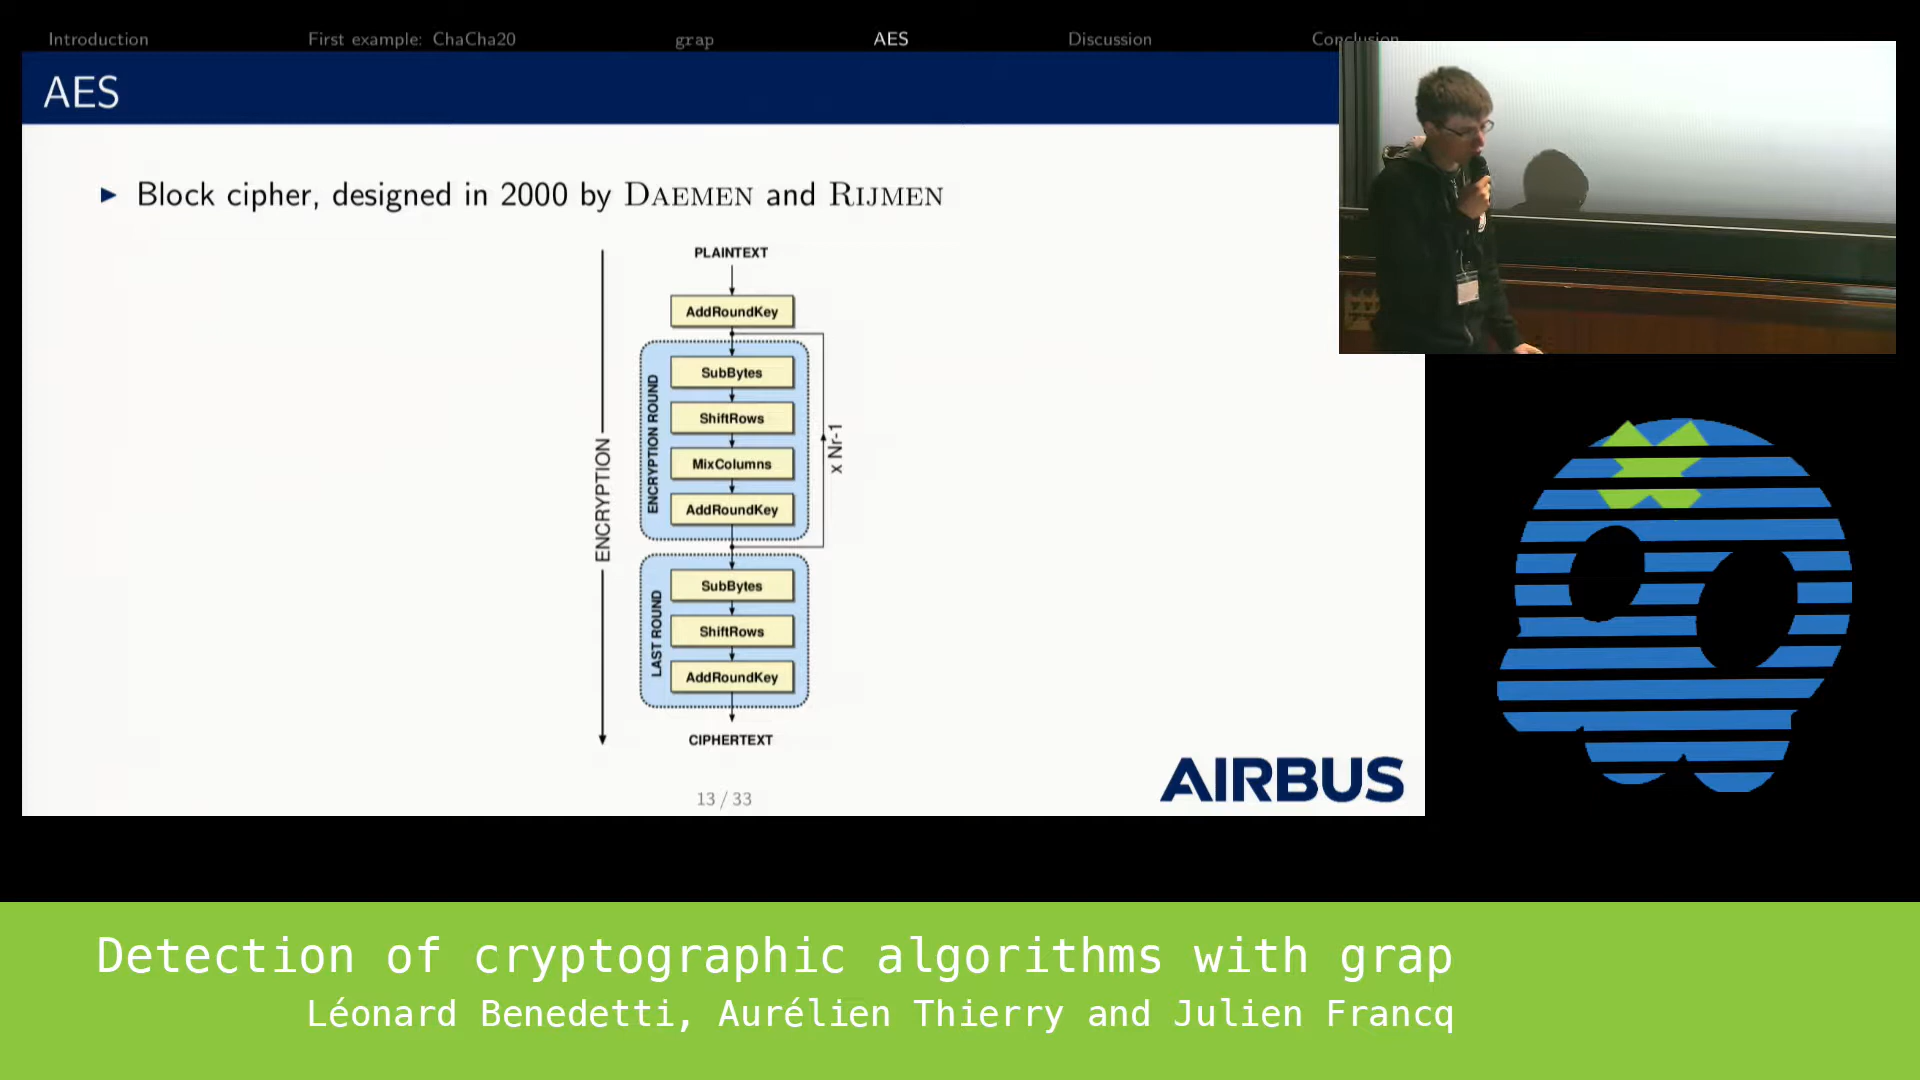 Introduction First example: ChaCha20 grap AES Discussion Conclusion
AES
Block cipher, designed in 2000 by DAEMEN and RIJMEN
PLAINTEXT
AddRoundKey
ENCRYPTION ROUND
SubBytes
ShiftRows
MixColumns
AddRoundKey
x Nr-1
ENCRYPTION
LAST ROUND
SubBytes
ShiftRows
AddRoundKey
CIPHERTEXT
13 / 33
AIRBUS
Detection of cryptographic algorithms with grap
Léonard Benedetti, Aurélien Thierry and Julien Francq